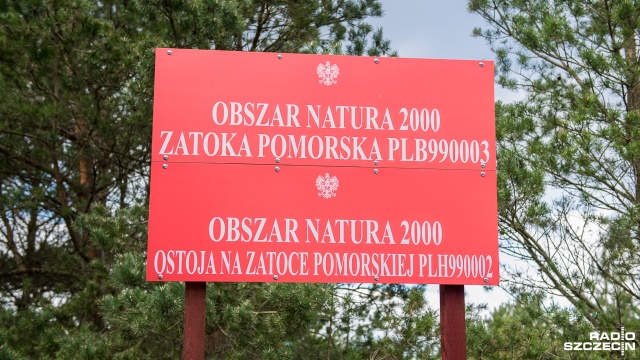 OBSZAR NATURA 2000
ZATOKA POMORSKA PLB990003
OBSZAR NATURA 2000
OSTOJA NA ZATOCE POMORSKIEJ PLH990002
RADIO
SZCZECIN